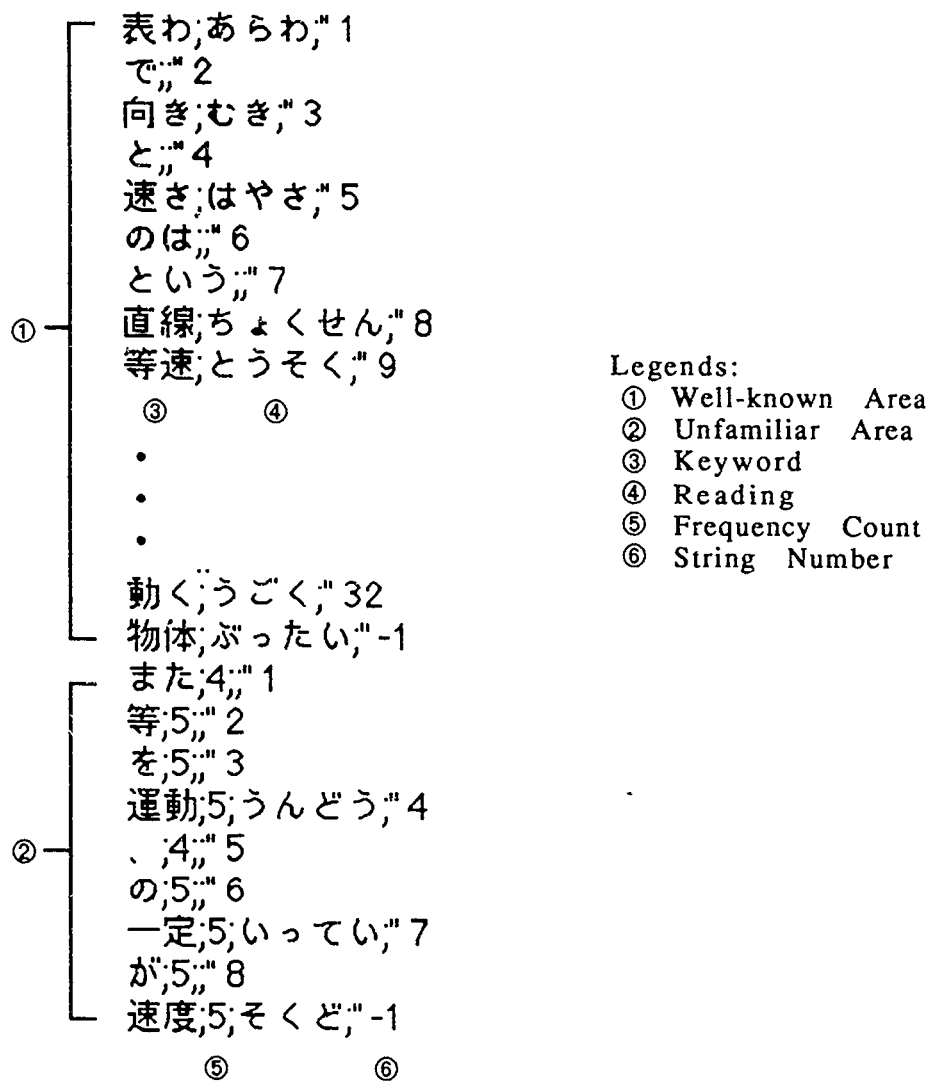 表わ;あらわ;" 1
で;;" 2
向き;むき;" 3
と;;" 4
速さ;はやさ;" 5
のは;;" 6
という;;" 7
直線;ちょくせん;" 8
等速;とうそく;" 9
① 
③ ④
動く;うごく;" 32
物体;ぶったい;" -1
また;4;;" 1
等;5;;" 2
を;5;;" 3
運動;5;うんどう;" 4
、;4;;" 5
の;5;;" 6
一定;5;いってい;" 7
が;5;;" 8
速度;5;そくど;" -1
②
⑤ ⑥
Legends:
① Well-known Area
② Unfamiliar Area
③ Keyword
④ Reading
⑤ Frequency Count
⑥ String Number